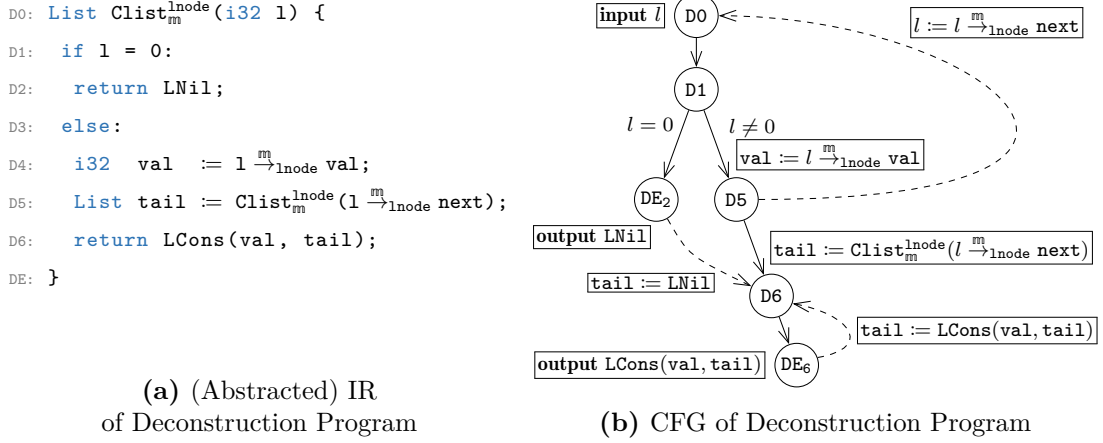 D0: List Clist_𝕞^lnode(i32 l) {
D1: if l = 0:
D2: return LNil;
D3: else:
D4: i32 val := l →^𝕞_lnode val;
D5: List tail := Clist_𝕞^lnode(l →^𝕞_lnode next);
D6: return LCons(val, tail);
DE: }
(a) (Abstracted) IR
of Deconstruction Program
input l
D0
l := l →^𝕞_lnode next
D1
l = 0
l ≠ 0
val := l →^𝕞_lnode val
DE₂
D5
output LNil
tail := Clist_𝕞^lnode(l →^𝕞_lnode next)
tail := LNil
D6
tail := LCons(val, tail)
output LCons(val, tail)
DE₆
(b) CFG of Deconstruction Program